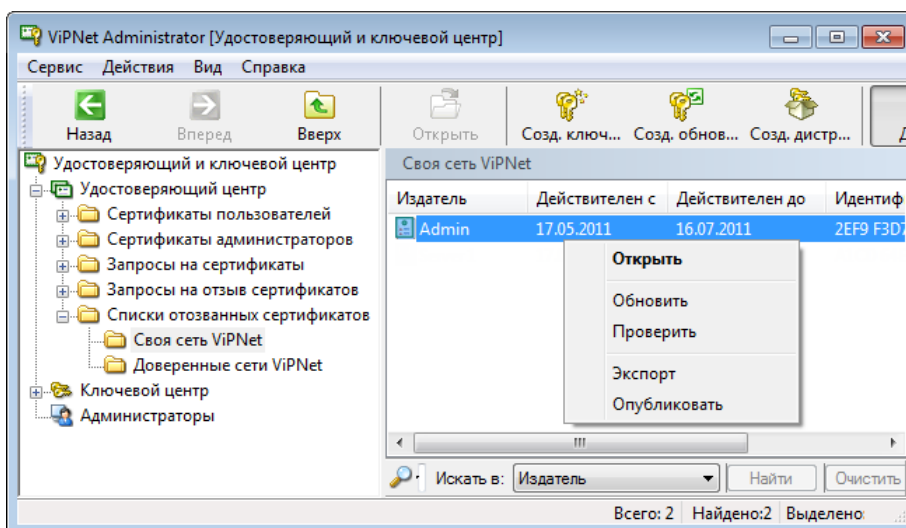 ViPNet Administrator [Удостоверяющий и ключевой центр]
Сервис Действия Вид Справка
Назад Вперед Вверх Открыть Созд. ключ... Созд. обнов... Созд. дистр...
Удостоверяющий и ключевой центр
Удостоверяющий центр
Сертификаты пользователей
Сертификаты администраторов
Запросы на сертификаты
Запросы на отзыв сертификатов
Списки отозванных сертификатов
Своя сеть ViPNet
Доверенные сети ViPNet
Ключевой центр
Администраторы
Своя сеть ViPNet
Издатель Действителен с Действителен до Идентиф
Admin 17.05.2011 16.07.2011 2EF9 F3D7
Открыть
Обновить
Проверить
Экспорт
Опубликовать
Искать в: Издатель Найти Очистить
Всего: 2 Найдено:2 Выделено: